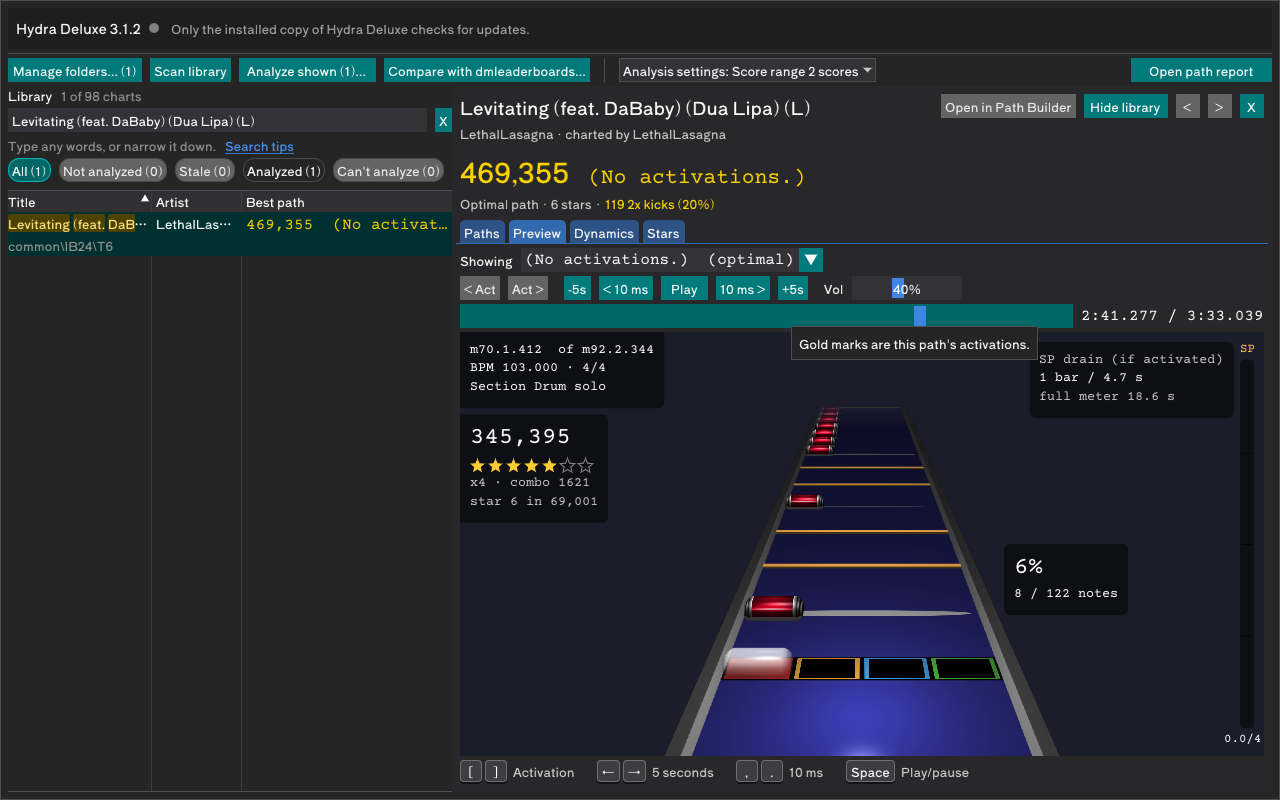 Hydra Deluxe 3.1.2 Only the installed copy of Hydra Deluxe checks for updates.
Manage folders... (1) Scan library Analyze shown (1)... Compare with dmleaderboards... Analysis settings: Score range 2 scores Open path report
Library 1 of 98 charts
Levitating (feat. DaBaby) (Dua Lipa) (L) X
Type any words, or narrow it down. Search tips
All (1) Not analyzed (0) Stale (0) Analyzed (1) Can't analyze (0)
Title Artist Best path
Levitating (feat. DaB··· LethalLas··· 469,355 (No activat…
common\IB24\T6
Levitating (feat. DaBaby) (Dua Lipa) (L) Open in Path Builder Hide library < > X
LethalLasagna · charted by LethalLasagna
469,355 (No activations.)
Optimal path · 6 stars · 119 2x kicks (20%)
Paths Preview Dynamics Stars
Showing (No activations.) (optimal)
< Act Act > -5s < 10 ms Play 10 ms > +5s Vol 40%
2:41.277 / 3:33.039
Gold marks are this path's activations.
m70.1.412 of m92.2.344
BPM 103.000 · 4/4
Section Drum solo
SP drain (if activated)
1 bar / 4.7 s
full meter 18.6 s
SP
345,395
x4 · combo 1621
star 6 in 69,001
6%
8 / 122 notes
0.0/4
[ ] Activation ← → 5 seconds , . 10 ms Space Play/pause